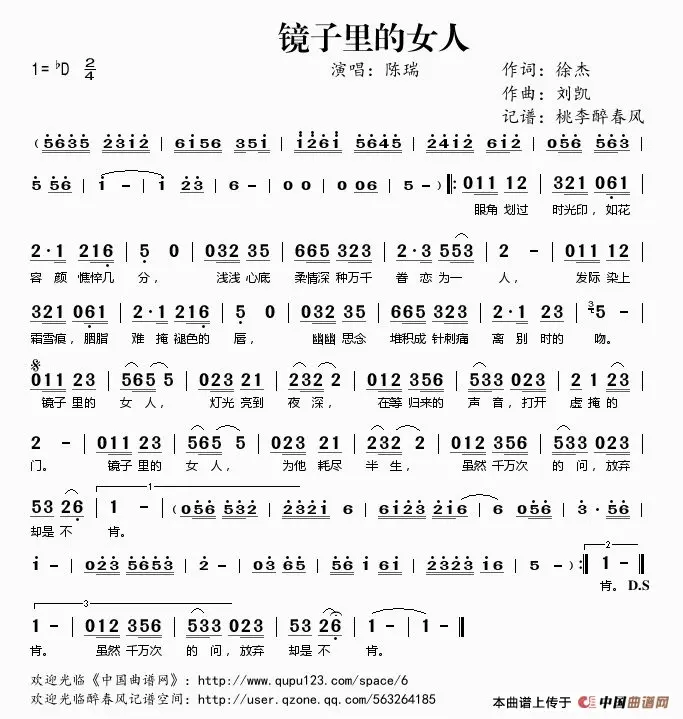 镜子里的女人
1=♭D 2/4 演唱：陈瑞 作词：徐杰
作曲：刘凯
记谱：桃李醉春风
（5635 2312 | 6156 351 | 1261 5645 | 2412 612 | 056 563
5 56 | 1 - | 1 23 | 6 - | 00 | 0 06 | 5 - ）‖: 011 12 | 321 061 |
眼角 划过 时光印，如花
2·1 216 | 5 0 | 032 35 | 665 323 | 2·3 553 | 2 - | 011 12 |
容 颜 憔悴几 分， 浅浅 心底 柔情深 种万千 眷 恋为一 人， 发际 染上
321 061 | 2·1 216 | 5 0 | 032 35 | 665 323 | 2·1 23 | 3 5 - |
霜雪痕，胭脂 难 掩 褪色的 唇， 幽幽 思念 堆积成 针刺痛 离 别 时的 吻。
011 23 | 565 5 | 023 21 | 232 2 | 012 356 | 533 023 | 2 1 23 |
镜子 里的 女 人， 灯光 亮到 夜 深， 在等 归来的 声 音，打开 虚 掩的
2 - | 011 23 | 565 5 | 023 21 | 232 2 | 012 356 | 533 023 |
门。 镜子 里的 女 人， 为他 耗尽 半 生， 虽然 千万次 的 问，放弃
1
53 26 | 1 - | （056 532 | 2321 6 | 6123 216 | 6 056 | 3· 56 |
却是 不 肯。
2
1 - | 023 5653 | 2 - | 03 65 | 56 1 61 | 2323 16 | 5 - ）:‖ 1 - ‖
肯。 D.S
3
1 - | 012 356 | 533 023 | 53 26 | 1 - | 1 - ‖
肯。 虽然 千万次 的 问，放弃 却是 不 肯。
欢迎光临《中国曲谱网》：http://www.qupu123.com/space/6
欢迎光临醉春风记谱空间：http://user.qzone.qq.com/563264185
本曲谱上传于 中国曲谱网